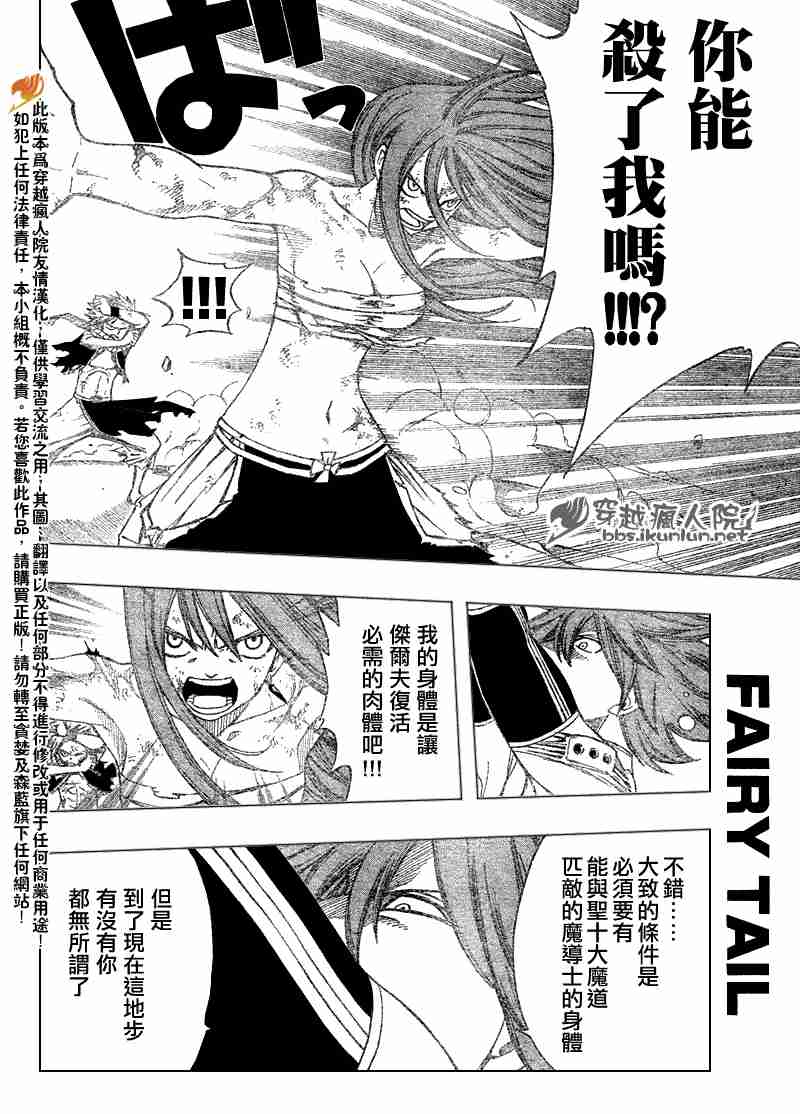 你能
殺了我嗎!!!?
ばっ
!!!
穿越瘋人院
bbs.ikunlun.net
我的身體是讓
傑爾夫復活
必需的肉體吧!!!
不錯……
大致的條件是
必須要有
能與聖十大魔道
匹敵的魔導士的身體
但是
到了現在這地步
有沒有你
都無所謂了
FAIRY TAIL
此版本爲穿越瘋人院友情漢化，僅供學習交流之用，其圖、翻譯以及任何部分不得進行修改或用于任何商業用途！
如犯上任何法律責任，本小組概不負責。若您喜歡此作品，請購買正版！請勿轉至貪婪及森藍旗下任何網站！